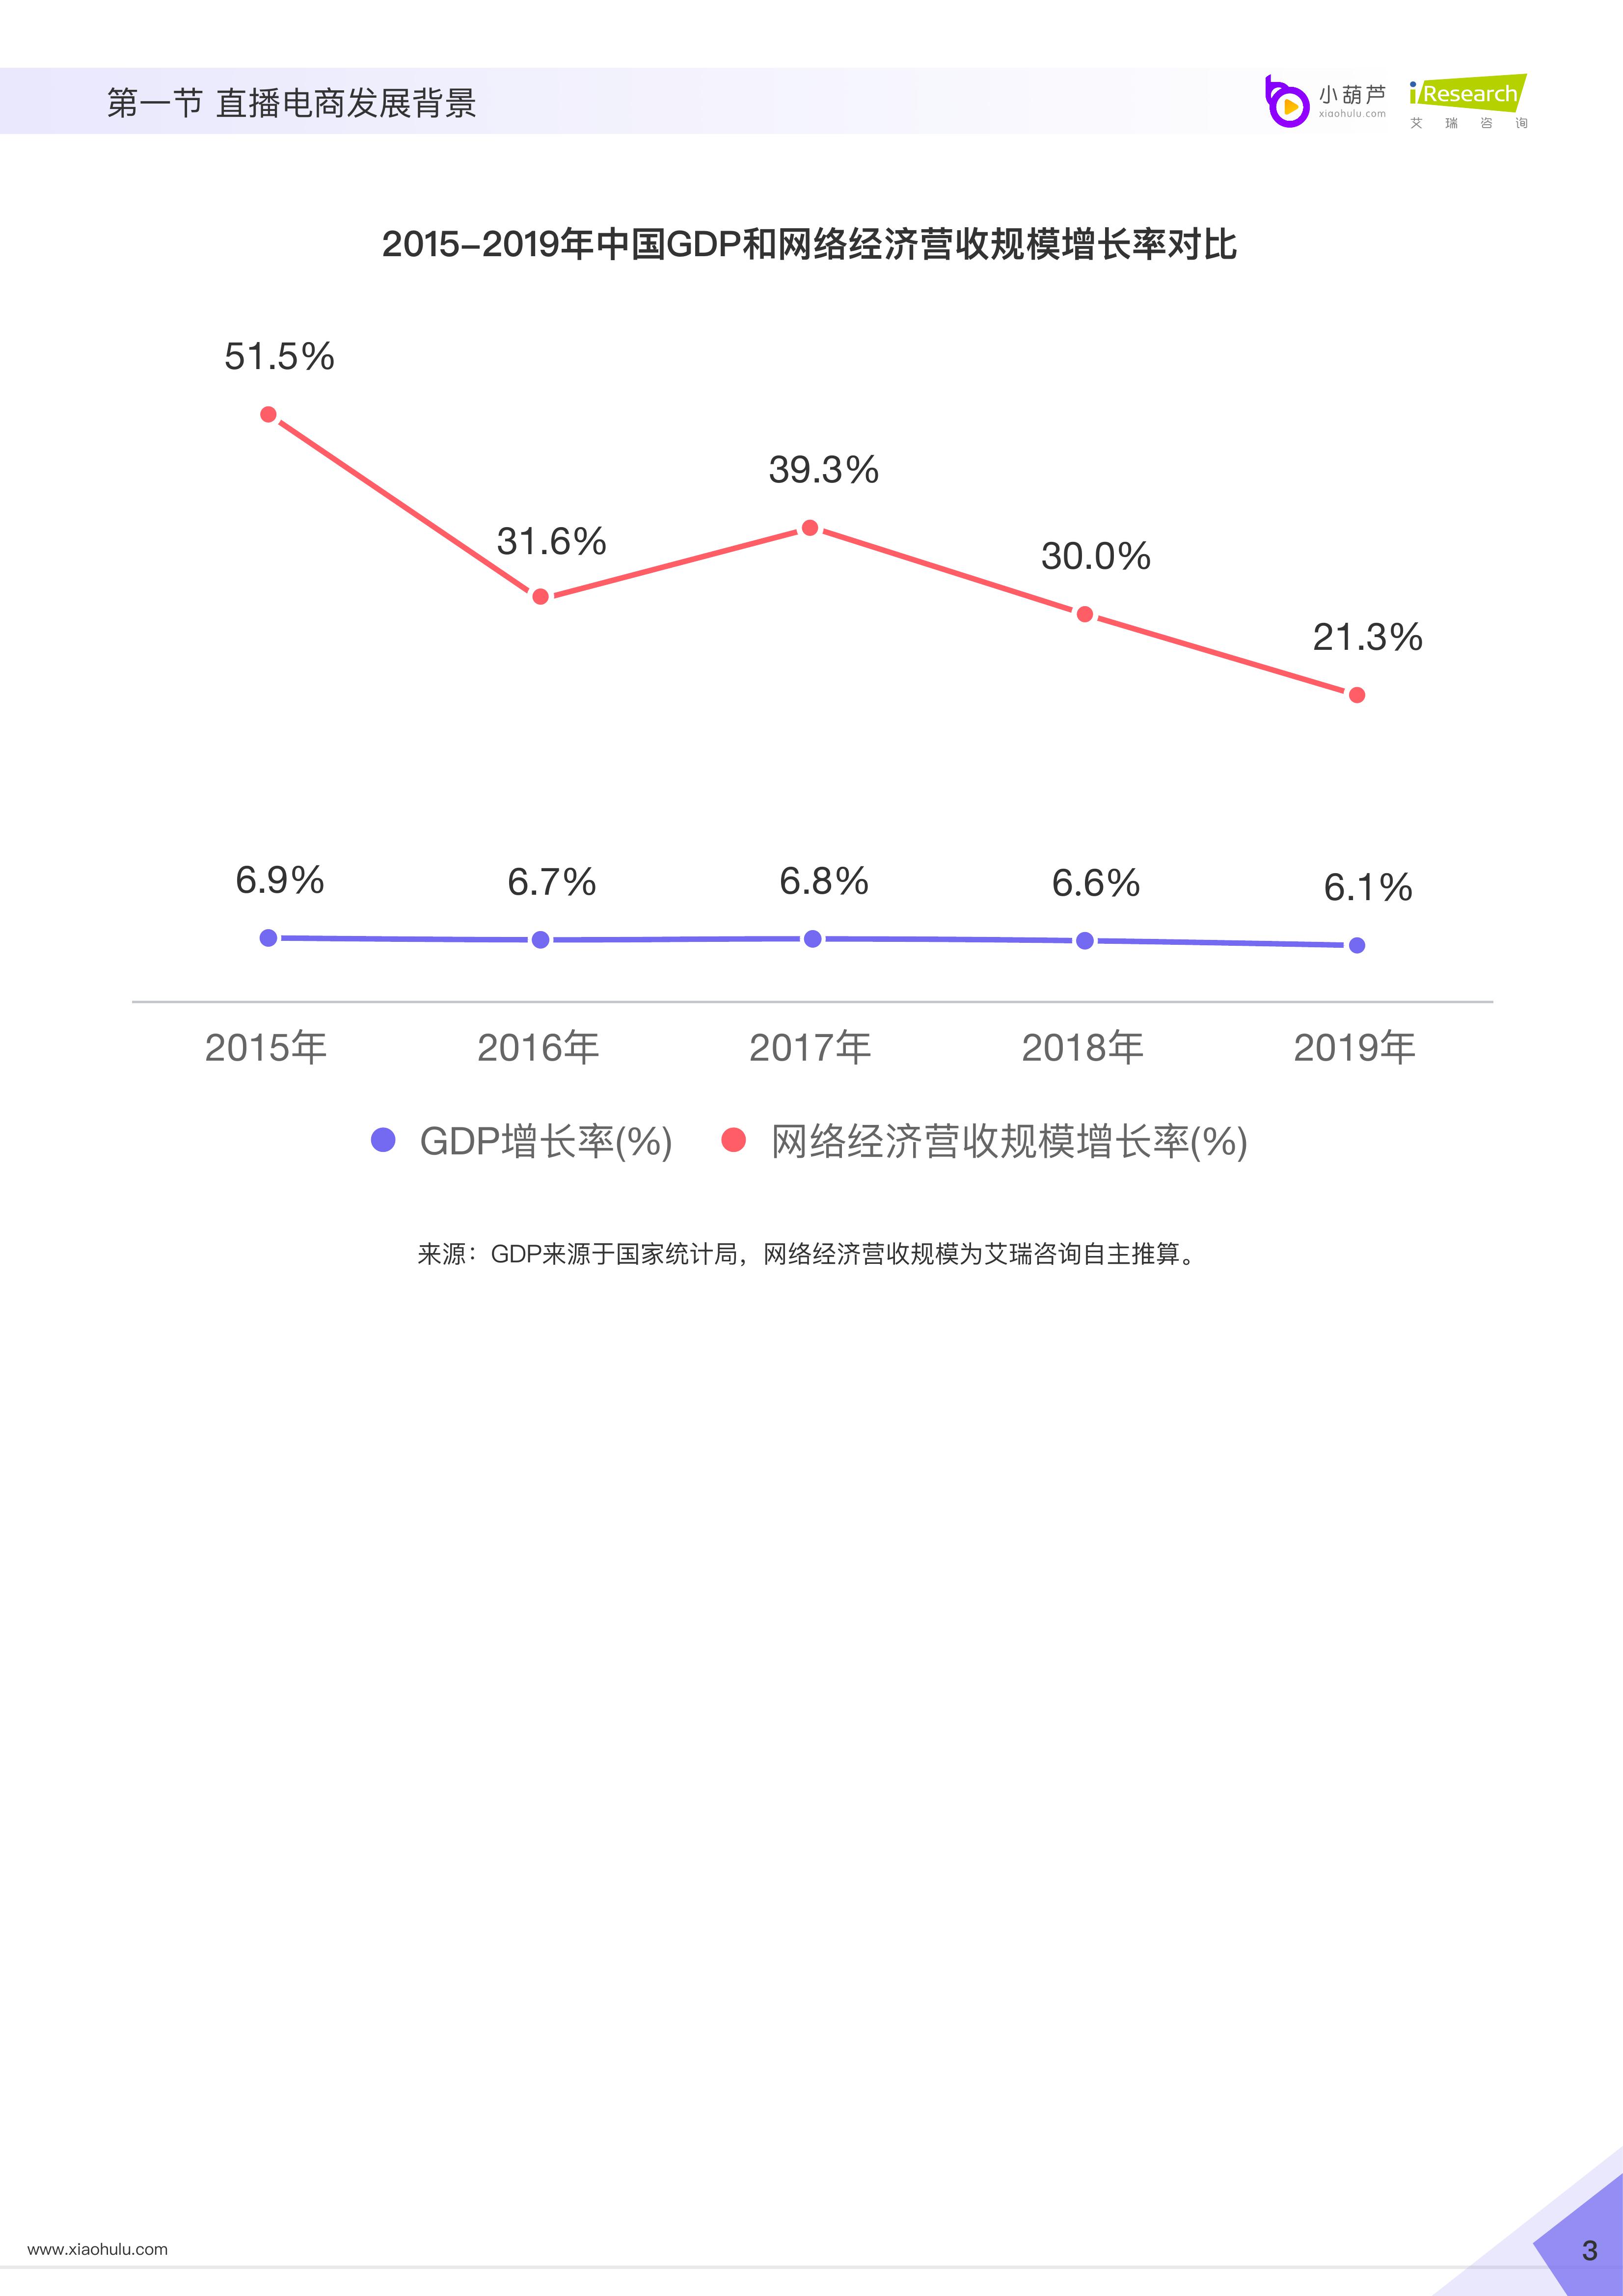 第一节 直播电商发展背景
小葫芦
xiaohulu.com
iResearch
艾瑞咨询
2015-2019年中国GDP和网络经济营收规模增长率对比
51.5%
31.6%
39.3%
30.0%
21.3%
6.9%
6.7%
6.8%
6.6%
6.1%
2015年
2016年
2017年
2018年
2019年
GDP增长率(%)
网络经济营收规模增长率(%)
来源：GDP来源于国家统计局，网络经济营收规模为艾瑞咨询自主推算。
www.xiaohulu.com
3